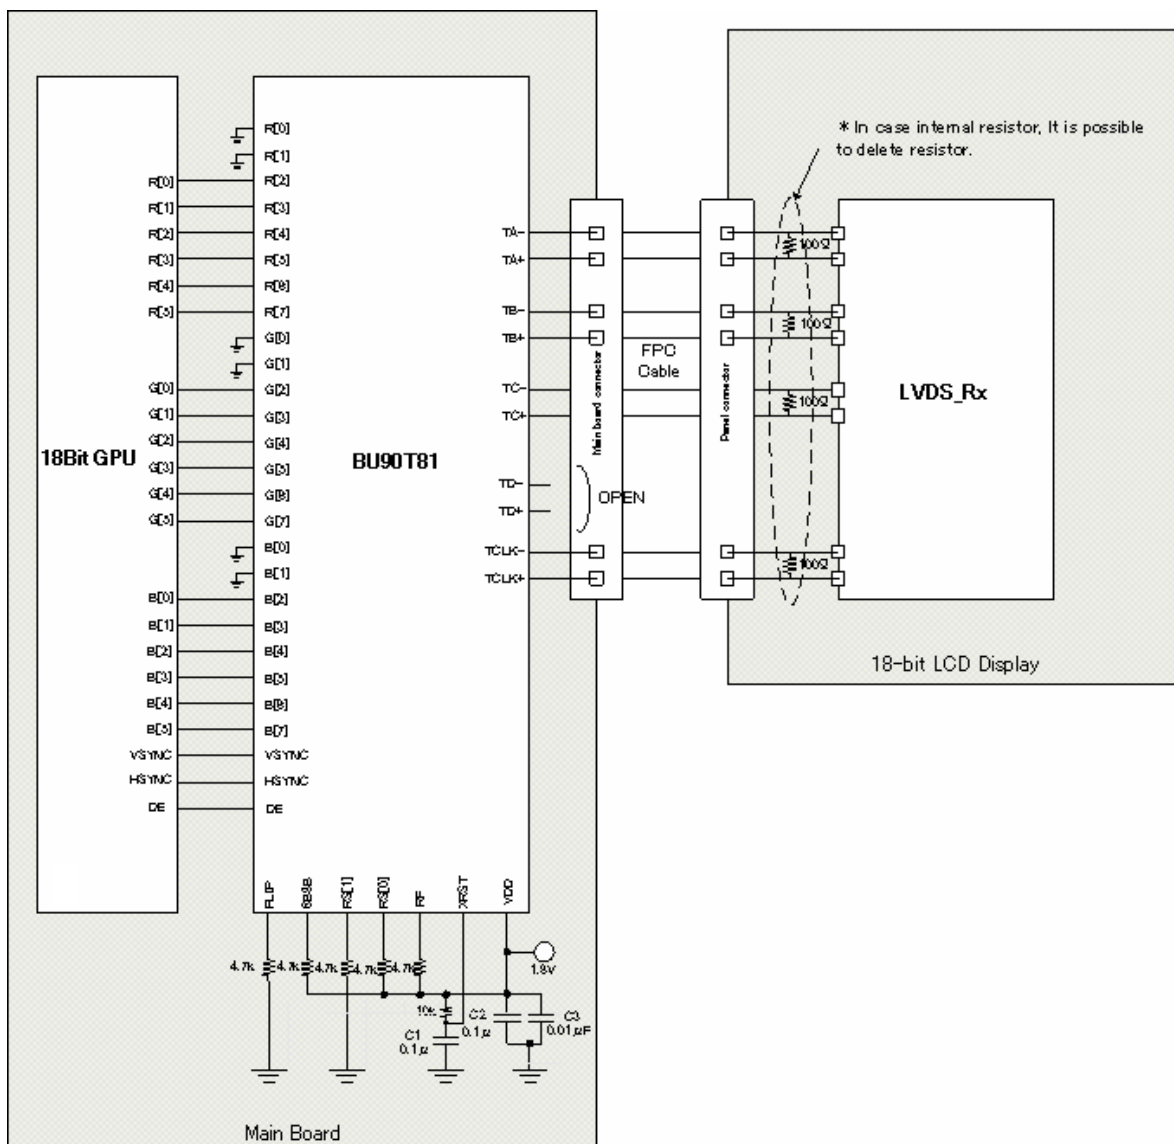 18Bit GPU
R[0]
R[1]
R[2]
R[3]
R[4]
R[5]
G[0]
G[1]
G[2]
G[3]
G[4]
G[5]
B[0]
B[1]
B[2]
B[3]
B[4]
B[5]
VSYNC
HSYNC
DE
BU90T81
R[0]
R[1]
R[2]
R[3]
R[4]
R[5]
R[6]
R[7]
G[0]
G[1]
G[2]
G[3]
G[4]
G[5]
G[6]
G[7]
B[0]
B[1]
B[2]
B[3]
B[4]
B[5]
B[6]
B[7]
VSYNC
HSYNC
DE
TA-
TA+
TB-
TB+
TC-
TC+
TD-
TD+
TCLK-
TCLK+
OPEN
Main board connector
FPC
Cable
Panel connector
* In case internal resistor, It is possible
to delete resistor.
100Ω
100Ω
100Ω
100Ω
LVDS_Rx
18-bit LCD Display
FLIP
6B8B
RS[1]
RS[0]
RF
XRST
VDD
4.7k
4.7k
4.7k
4.7k
4.7k
1.8V
10k
C1
0.1μ
C2
0.1μ
C3
0.01μF
Main Board